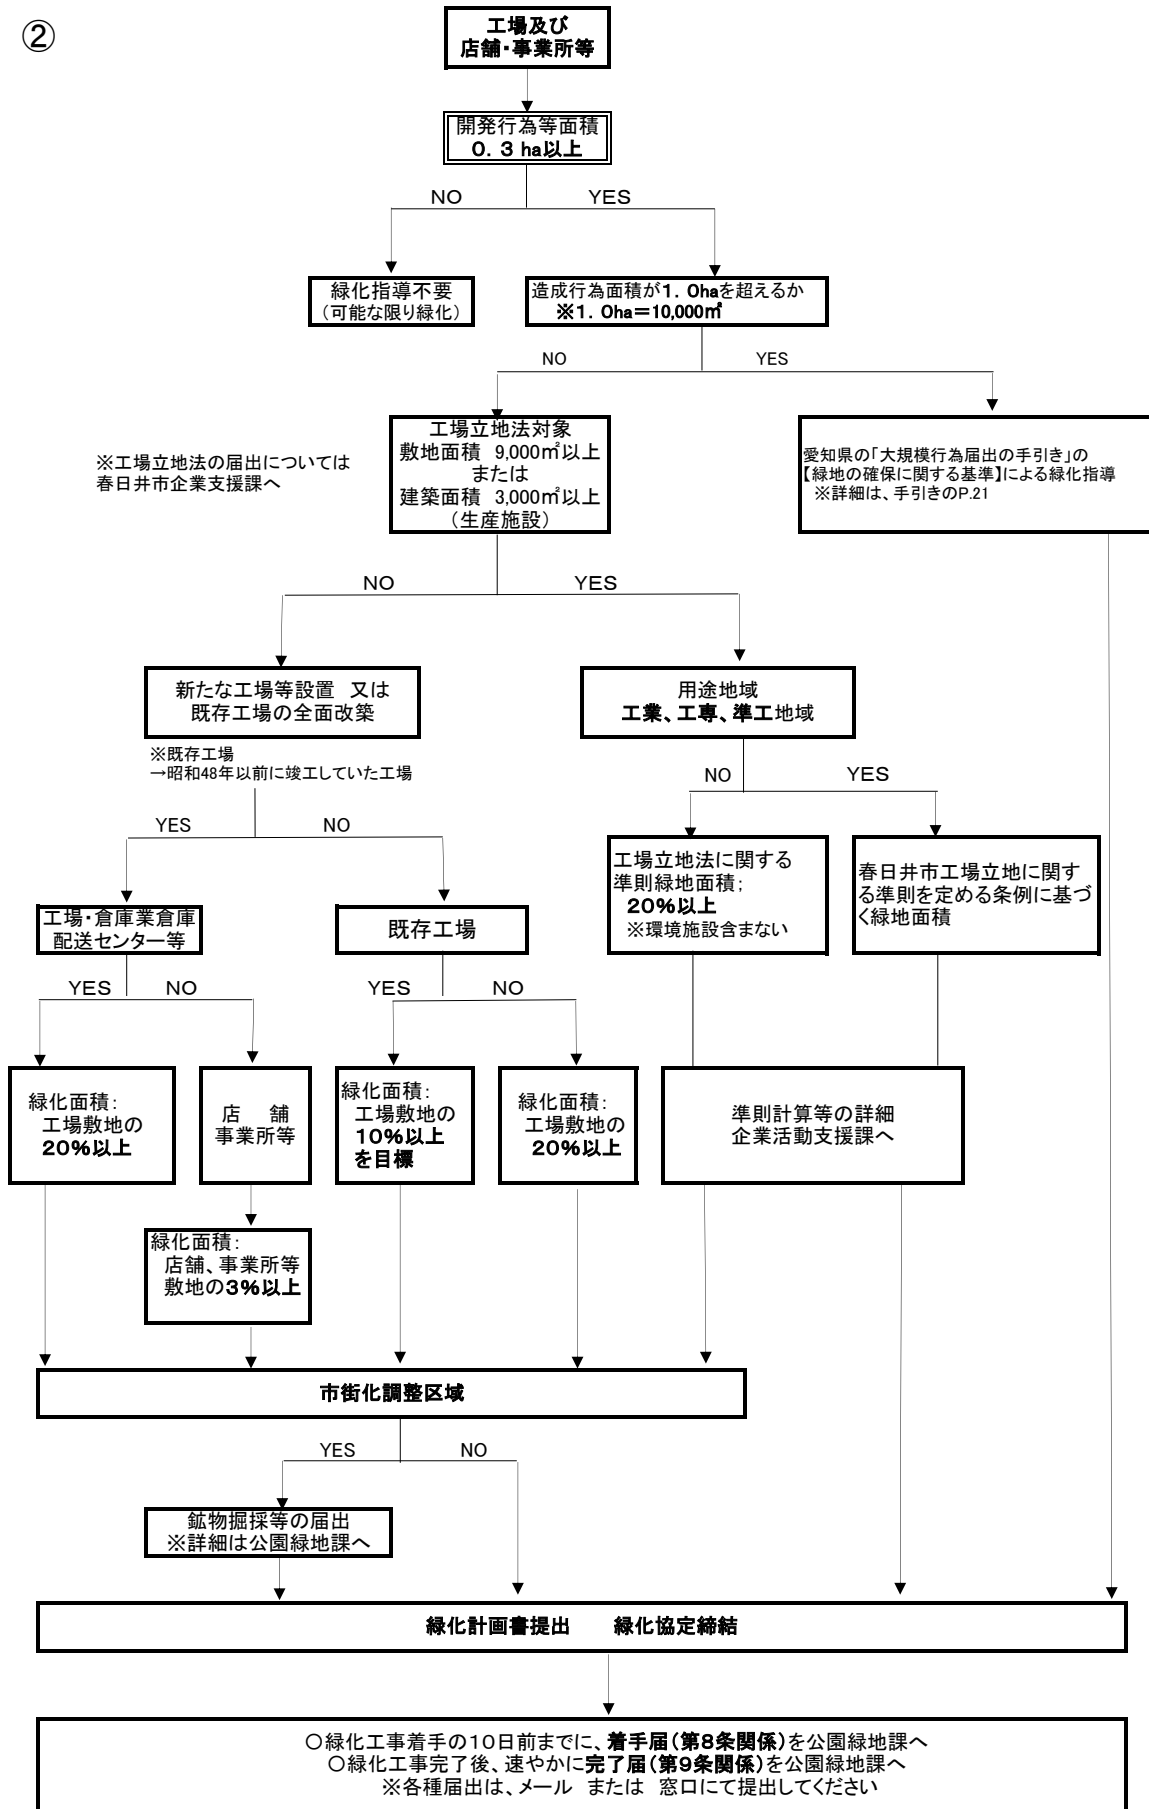 ②
工場及び
店舗・事業所等
開発行為等面積
0.3 ha以上
NO
YES
緑化指導不要
(可能な限り緑化)
造成行為面積が1.0haを超えるか
※1.0ha=10,000㎡
NO
YES
工場立地法対象
敷地面積 9,000㎡以上
または
建築面積 3,000㎡以上
(生産施設)
※工場立地法の届出については
春日井市企業支援課へ
愛知県の「大規模行為届出の手引き」の
【緑地の確保に関する基準】による緑化指導
※詳細は、手引きのP.21
NO
YES
新たな工場等設置 又は
既存工場の全面改築
※既存工場
→昭和48年以前に竣工していた工場
用途地域
工業、工専、準工地域
NO
YES
YES
NO
工場立地法に関する
準則緑地面積;
20%以上
※環境施設含まない
春日井市工場立地に関す
る準則を定める条例に基づ
く緑地面積
工場・倉庫業倉庫
配送センター等
既存工場
YES
NO
YES
NO
緑化面積:
工場敷地の
20%以上
店 舗
事業所等
緑化面積:
工場敷地の
10%以上
を目標
緑化面積:
工場敷地の
20%以上
準則計算等の詳細
企業活動支援課へ
緑化面積:
店舗、事業所等
敷地の3%以上
市街化調整区域
YES
NO
鉱物掘採等の届出
※詳細は公園緑地課へ
緑化計画書提出 緑化協定締結
○緑化工事着手の10日前までに、着手届(第8条関係)を公園緑地課へ
○緑化工事完了後、速やかに完了届(第9条関係)を公園緑地課へ
※各種届出は、メール または 窓口にて提出してください